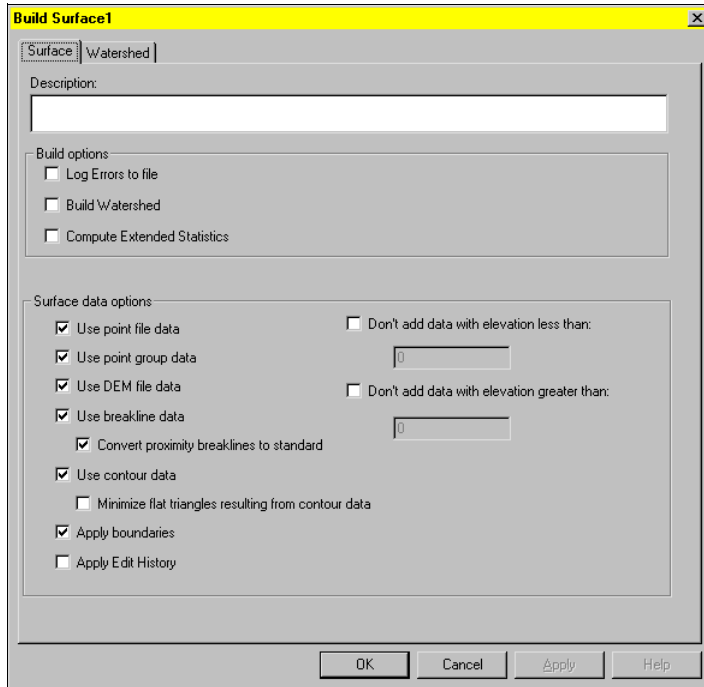 Build Surface1
Surface Watershed
Description:
Build options
Log Errors to file
Build Watershed
Compute Extended Statistics
Surface data options
Use point file data
Use point group data
Use DEM file data
Use breakline data
Convert proximity breaklines to standard
Use contour data
Minimize flat triangles resulting from contour data
Apply boundaries
Apply Edit History
Don't add data with elevation less than:
0
Don't add data with elevation greater than:
0
OK Cancel Apply Help